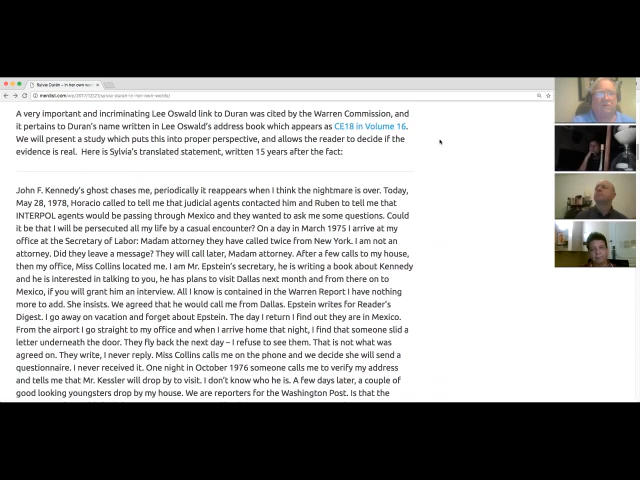 Sylvia Durán – In her own wo
menilist.com/wp/2017/12/21/sylvia-duran-in-her-own-words/
A very important and incriminating Lee Oswald link to Duran was cited by the Warren Commission, and
it pertains to Duran's name written in Lee Oswald's address book which appears as CE18 in Volume 16.
We will present a study which puts this into proper perspective, and allows the reader to decide if the
evidence is real. Here is Sylvia's translated statement, written 15 years after the fact:
John F. Kennedy's ghost chases me, periodically it reappears when I think the nightmare is over. Today,
May 28, 1978, Horacio called to tell me that judicial agents contacted him and Ruben to tell me that
INTERPOL agents would be passing through Mexico and they wanted to ask me some questions. Could
it be that I will be persecuted all my life by a casual encounter? On a day in March 1975 I arrive at my
office at the Secretary of Labor: Madam attorney they have called twice from New York. I am not an
attorney. Did they leave a message? They will call later, Madam attorney. After a few calls to my house,
then my office, Miss Collins located me. I am Mr. Epstein's secretary, he is writing a book about Kennedy
and he is interested in talking to you, he has plans to visit Dallas next month and from there on to
Mexico, if you will grant him an interview. All I know is contained in the Warren Report I have nothing
more to add. She insists. We agreed that he would call me from Dallas. Epstein writes for Reader's
Digest. I go away on vacation and forget about Epstein. The day I return I find out they are in Mexico.
From the airport I go straight to my office and when I arrive home that night, I find that someone slid a
letter underneath the door. They fly back the next day – I refuse to see them. That is not what was
agreed on. They write, I never reply. Miss Collins calls me on the phone and we decide she will send a
questionnaire. I never received it. One night in October 1976 someone calls me to verify my address
and tells me that Mr. Kessler will drop by to visit. I don't know who he is. A few days later, a couple of
good looking youngsters drop by my house. We are reporters for the Washington Post. Is that the